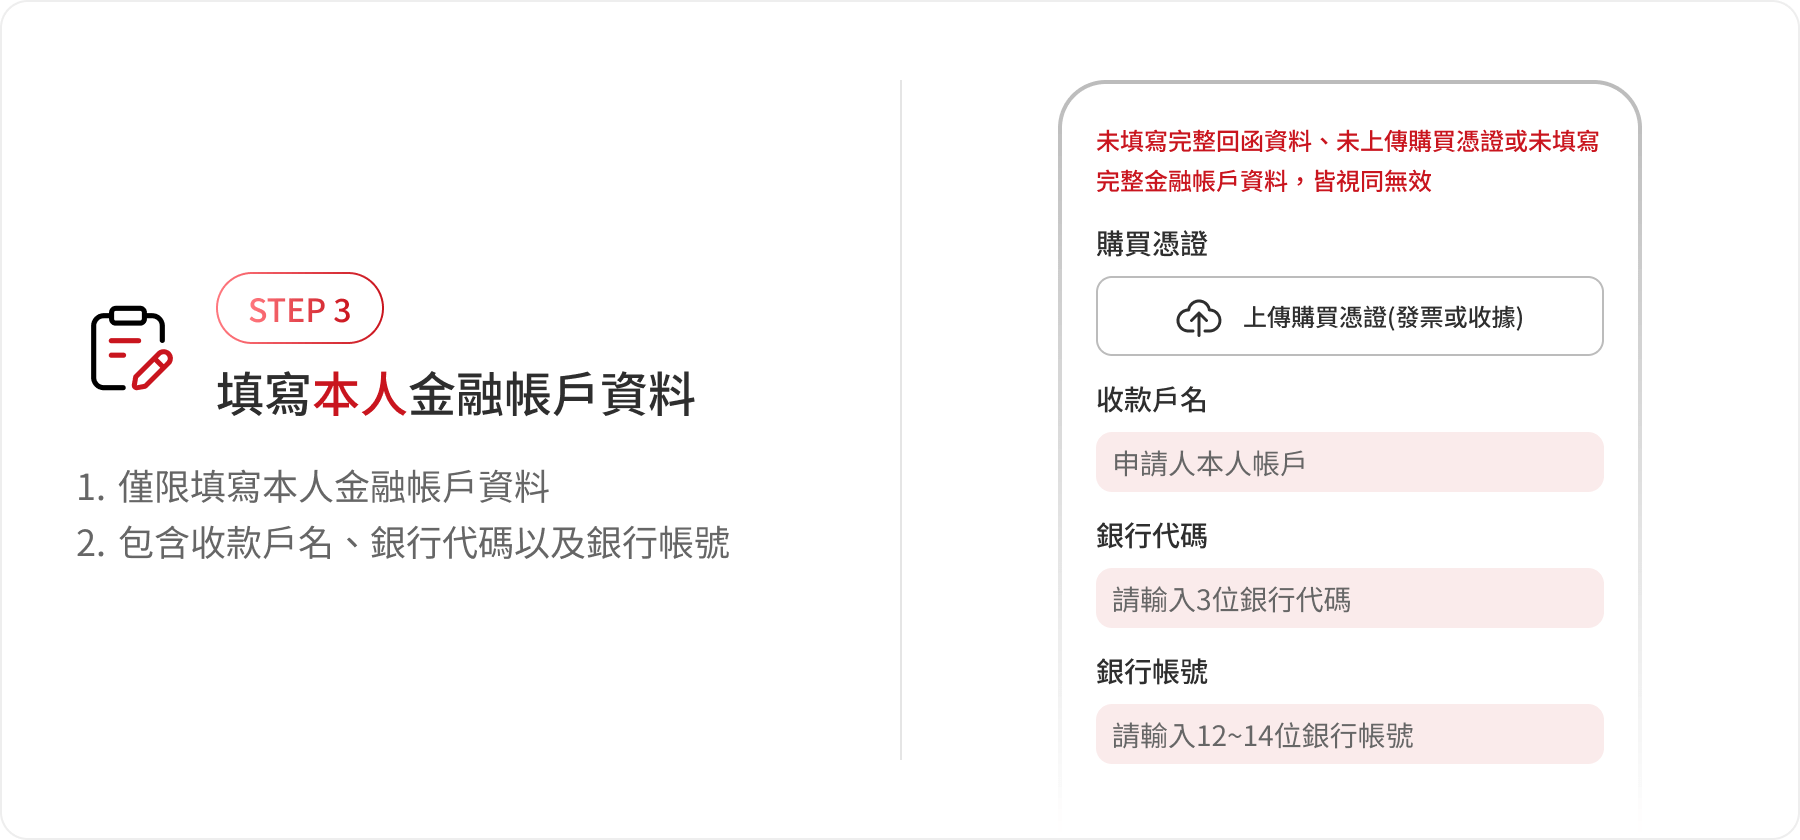 STEP 3
填寫本人金融帳戶資料
1. 僅限填寫本人金融帳戶資料
2. 包含收款戶名、銀行代碼以及銀行帳號
未填寫完整回函資料、未上傳購買憑證或未填寫
完整金融帳戶資料，皆視同無效
購買憑證
上傳購買憑證(發票或收據)
收款戶名
申請人本人帳戶
銀行代碼
請輸入3位銀行代碼
銀行帳號
請輸入12~14位銀行帳號